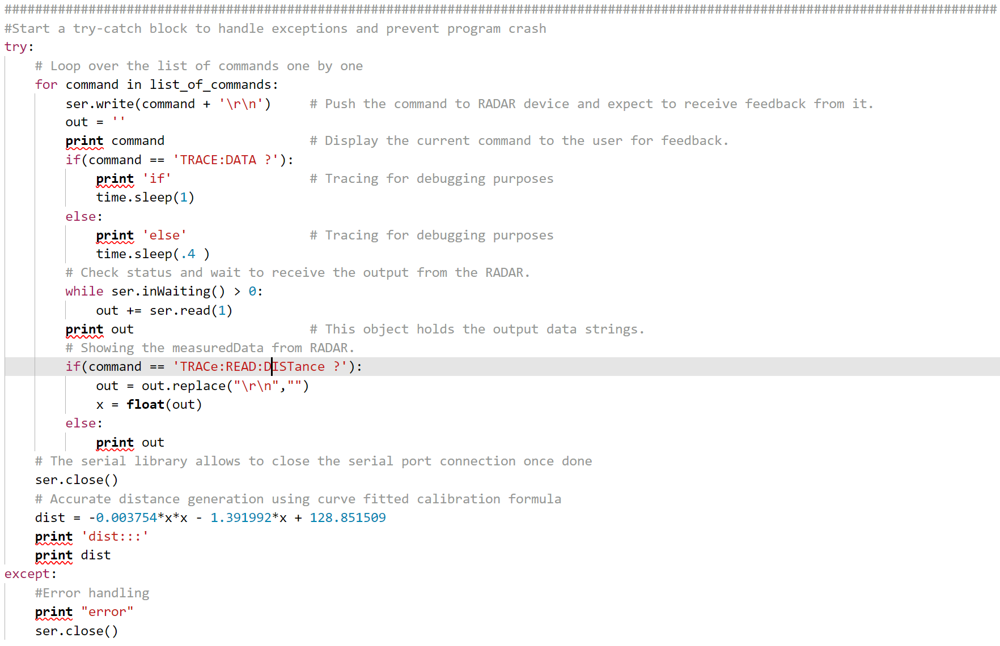 ##################################################################################################################################
#Start a try-catch block to handle exceptions and prevent program crash
try:
    # Loop over the list of commands one by one
    for command in list_of_commands:
        ser.write(command + '\r\n')     # Push the command to RADAR device and expect to receive feedback from it.
        out = ''
        print command                   # Display the current command to the user for feedback.
        if(command == 'TRACE:DATA ?'):
            print 'if'                  # Tracing for debugging purposes
            time.sleep(1)
        else:
            print 'else'                # Tracing for debugging purposes
            time.sleep(.4 )
        # Check status and wait to receive the output from the RADAR.
        while ser.inWaiting() > 0:
            out += ser.read(1)
        print out                       # This object holds the output data strings.
        # Showing the measuredData from RADAR.
        if(command == 'TRACe:READ:DISTance ?'):
            out = out.replace("\r\n","")
            x = float(out)
        else:
            print out
    # The serial library allows to close the serial port connection once done
    ser.close()
    # Accurate distance generation using curve fitted calibration formula
    dist = -0.003754*x*x - 1.391992*x + 128.851509
    print 'dist:::'
    print dist
except:
    #Error handling
    print "error"
    ser.close()